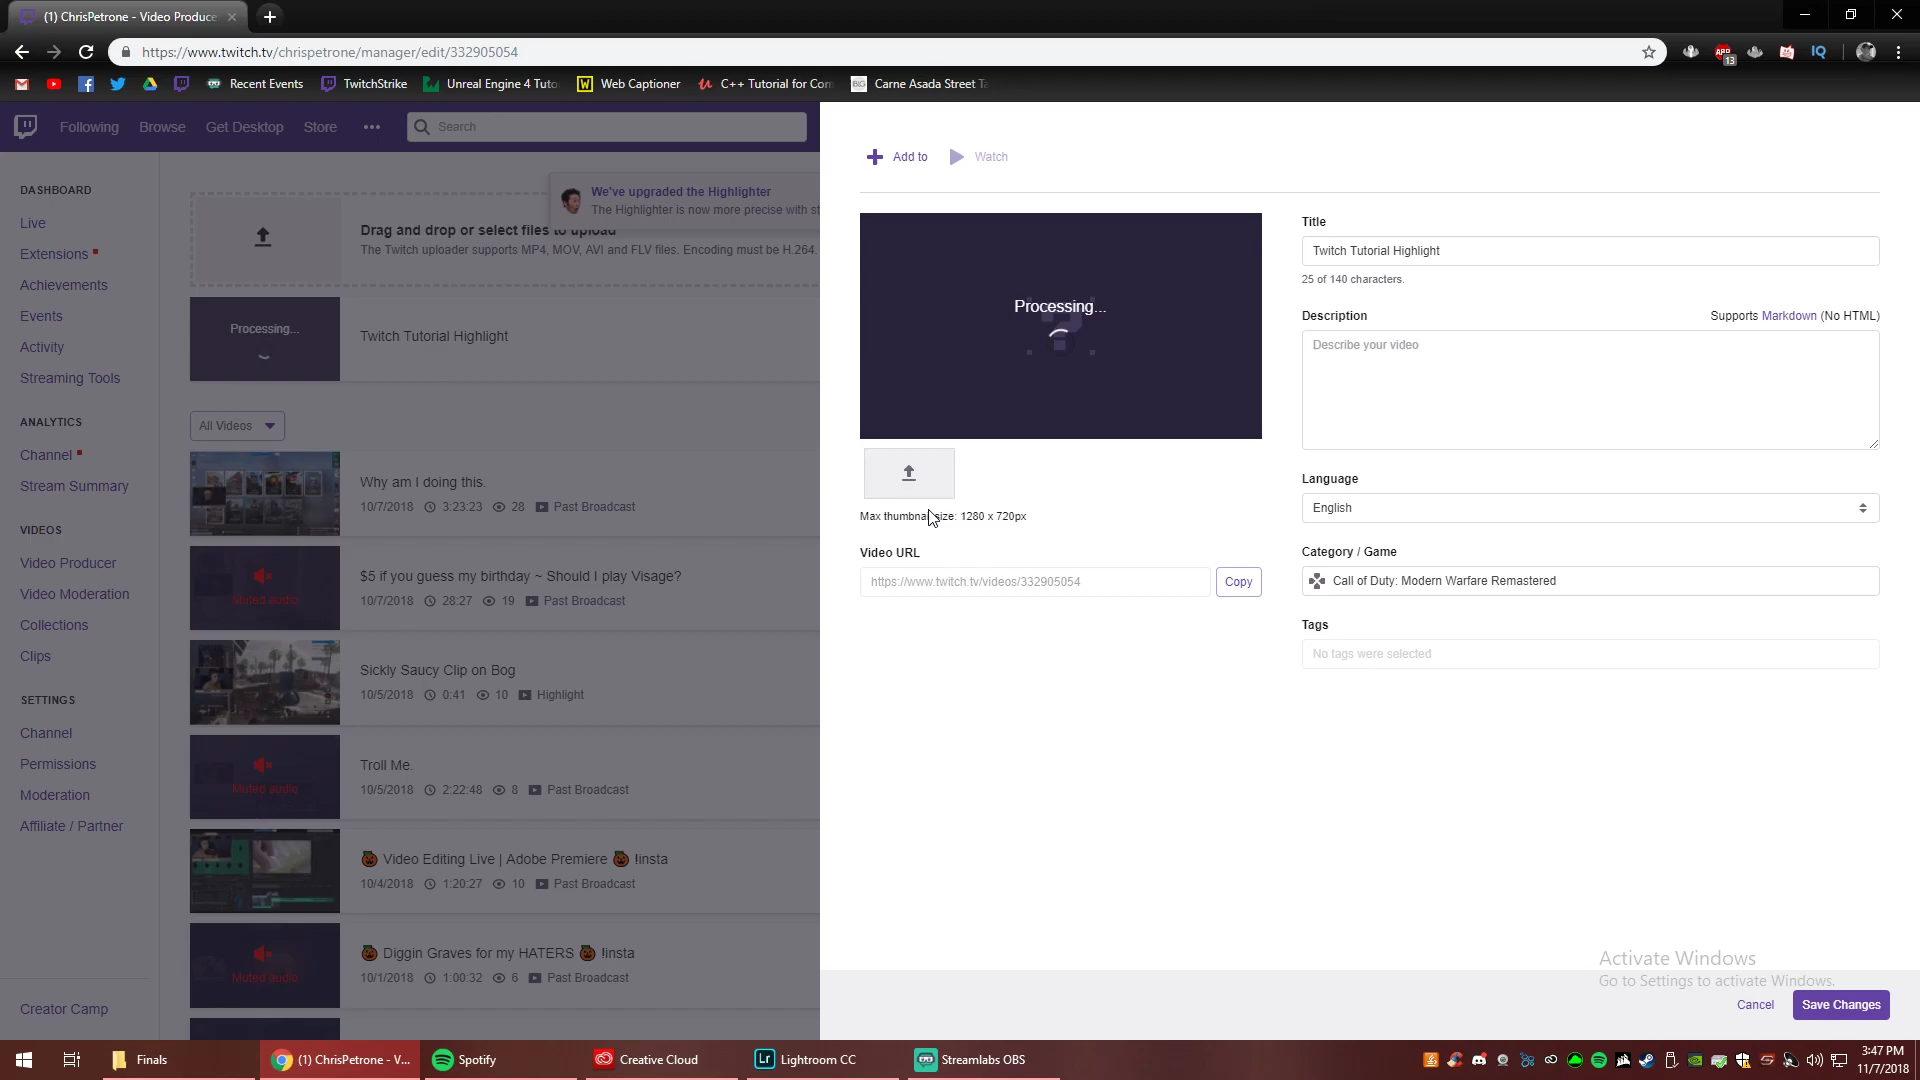 (1) ChrisPetrone - Video Produce
https://www.twitch.tv/chrispetrone/manager/edit/332905054
ABP
13
IQ
Recent Events
TwitchStrike
Unreal Engine 4 Tuto
W Web Captioner
C++ Tutorial for Com
BIG Carne Asada Street Ta
Following
Browse
Get Desktop
Store
Search
DASHBOARD
Live
Extensions
Achievements
Events
Activity
Streaming Tools
ANALYTICS
Channel
Stream Summary
VIDEOS
Video Producer
Video Moderation
Collections
Clips
SETTINGS
Channel
Permissions
Moderation
Affiliate / Partner
Creator Camp
We've upgraded the Highlighter
The Highlighter is now more precise with st
Drag and drop or select files to upload
The Twitch uploader supports MP4, MOV, AVI and FLV files. Encoding must be H.264.
Processing...
Twitch Tutorial Highlight
All Videos
Why am I doing this.
10/7/2018 3:23:23 28 Past Broadcast
Muted audio
$5 if you guess my birthday ~ Should I play Visage?
10/7/2018 28:27 19 Past Broadcast
Sickly Saucy Clip on Bog
10/5/2018 0:41 10 Highlight
Muted audio
Troll Me.
10/5/2018 2:22:48 8 Past Broadcast
🎃 Video Editing Live | Adobe Premiere 🎃 !insta
10/4/2018 1:20:27 10 Past Broadcast
Muted audio
🎃 Diggin Graves for my HATERS 🎃 !insta
10/1/2018 1:00:32 6 Past Broadcast
Add to
Watch
Processing...
Max thumbnail size: 1280 x 720px
Video URL
https://www.twitch.tv/videos/332905054
Copy
Title
Twitch Tutorial Highlight
25 of 140 characters.
Description
Supports Markdown (No HTML)
Describe your video
Language
English
Category / Game
Call of Duty: Modern Warfare Remastered
Tags
No tags were selected
Activate Windows
Go to Settings to activate Windows.
Cancel
Save Changes
Finals
(1) ChrisPetrone - V...
Spotify
Creative Cloud
Lr Lightroom CC
Streamlabs OBS
3:47 PM
11/7/2018